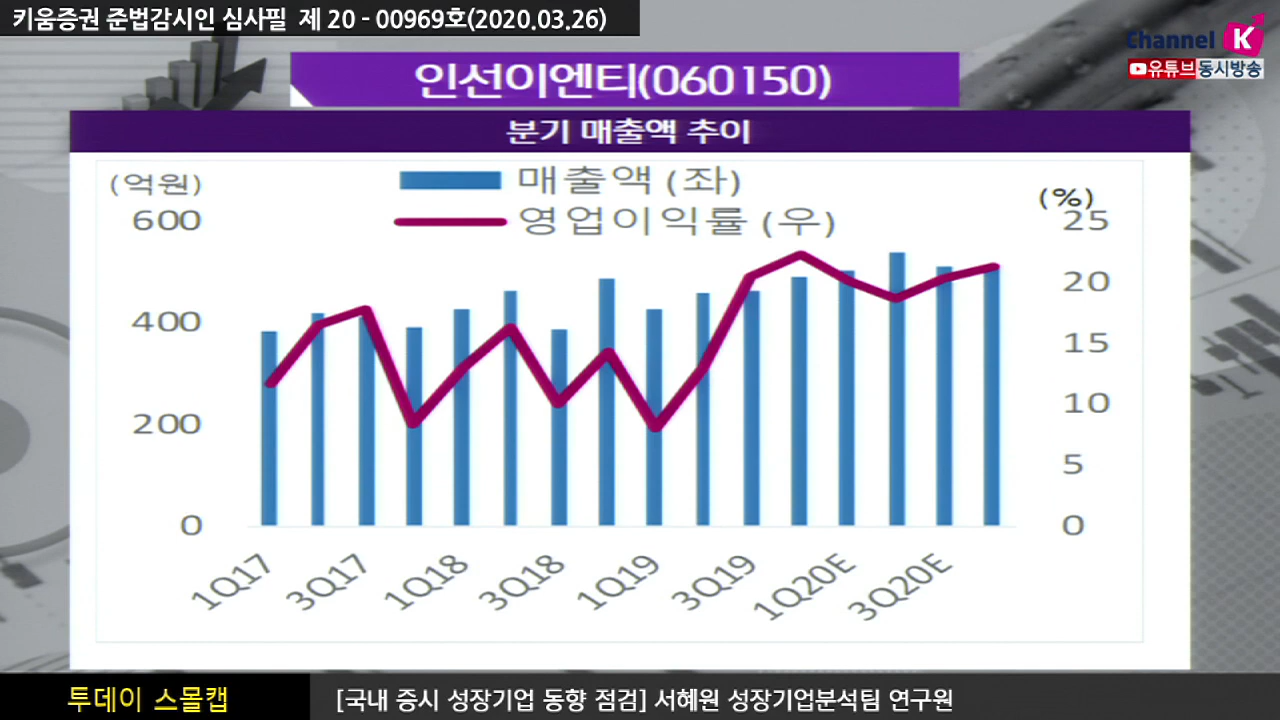 키움증권 준법감시인 심사필 제 20 - 00969호(2020.03.26)
Channel K
유튜브 동시방송
인선이엔티(060150)
분기 매출액 추이
(억원)
매출액 (좌)
영업이익률 (우)
(%)
600
400
200
0
25
20
15
10
5
0
1Q17
3Q17
1Q18
3Q18
1Q19
3Q19
1Q20E
3Q20E
투데이 스몰캡
[국내 증시 성장기업 동향 점검] 서혜원 성장기업분석팀 연구원